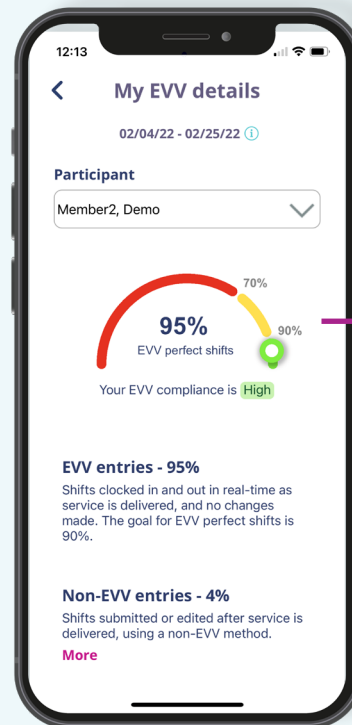 12:13
My EVV details
02/04/22 - 02/25/22
Participant
Member2, Demo
70%
90%
95%
EVV perfect shifts
Your EVV compliance is High
EVV entries - 95%
Shifts clocked in and out in real-time as
service is delivered, and no changes
made. The goal for EVV perfect shifts is
90%.
Non-EVV entries - 4%
Shifts submitted or edited after service is
delivered, using a non-EVV method.
More